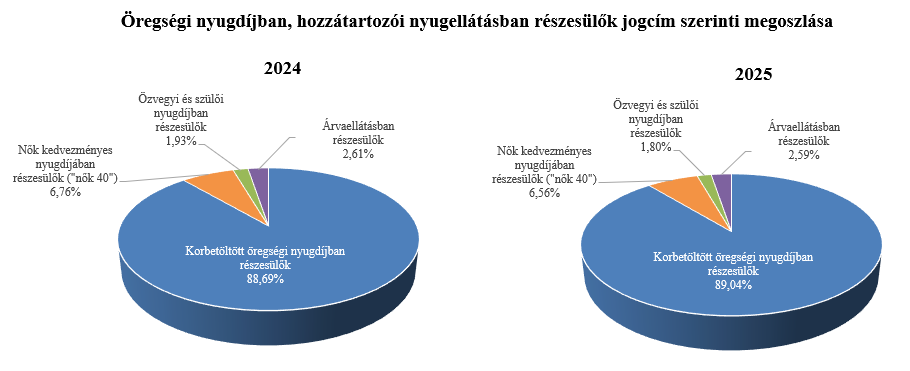 Öregségi nyugdíjban, hozzátartozói nyugellátásban részesülők jogcím szerinti megoszlása
2024
Özvegyi és szülői
nyugdíjban
részesülők
1,93%
Árvaellátásban
részesülők
2,61%
Nők kedvezményes
nyugdíjában
részesülők ("nők 40")
6,76%
Korbetöltött öregségi nyugdíjban
részesülők
88,69%
2025
Özvegyi és szülői
nyugdíjban
részesülők
1,80%
Árvaellátásban
részesülők
2,59%
Nők kedvezményes
nyugdíjában
részesülők ("nők 40")
6,56%
Korbetöltött öregségi nyugdíjban
részesülők
89,04%